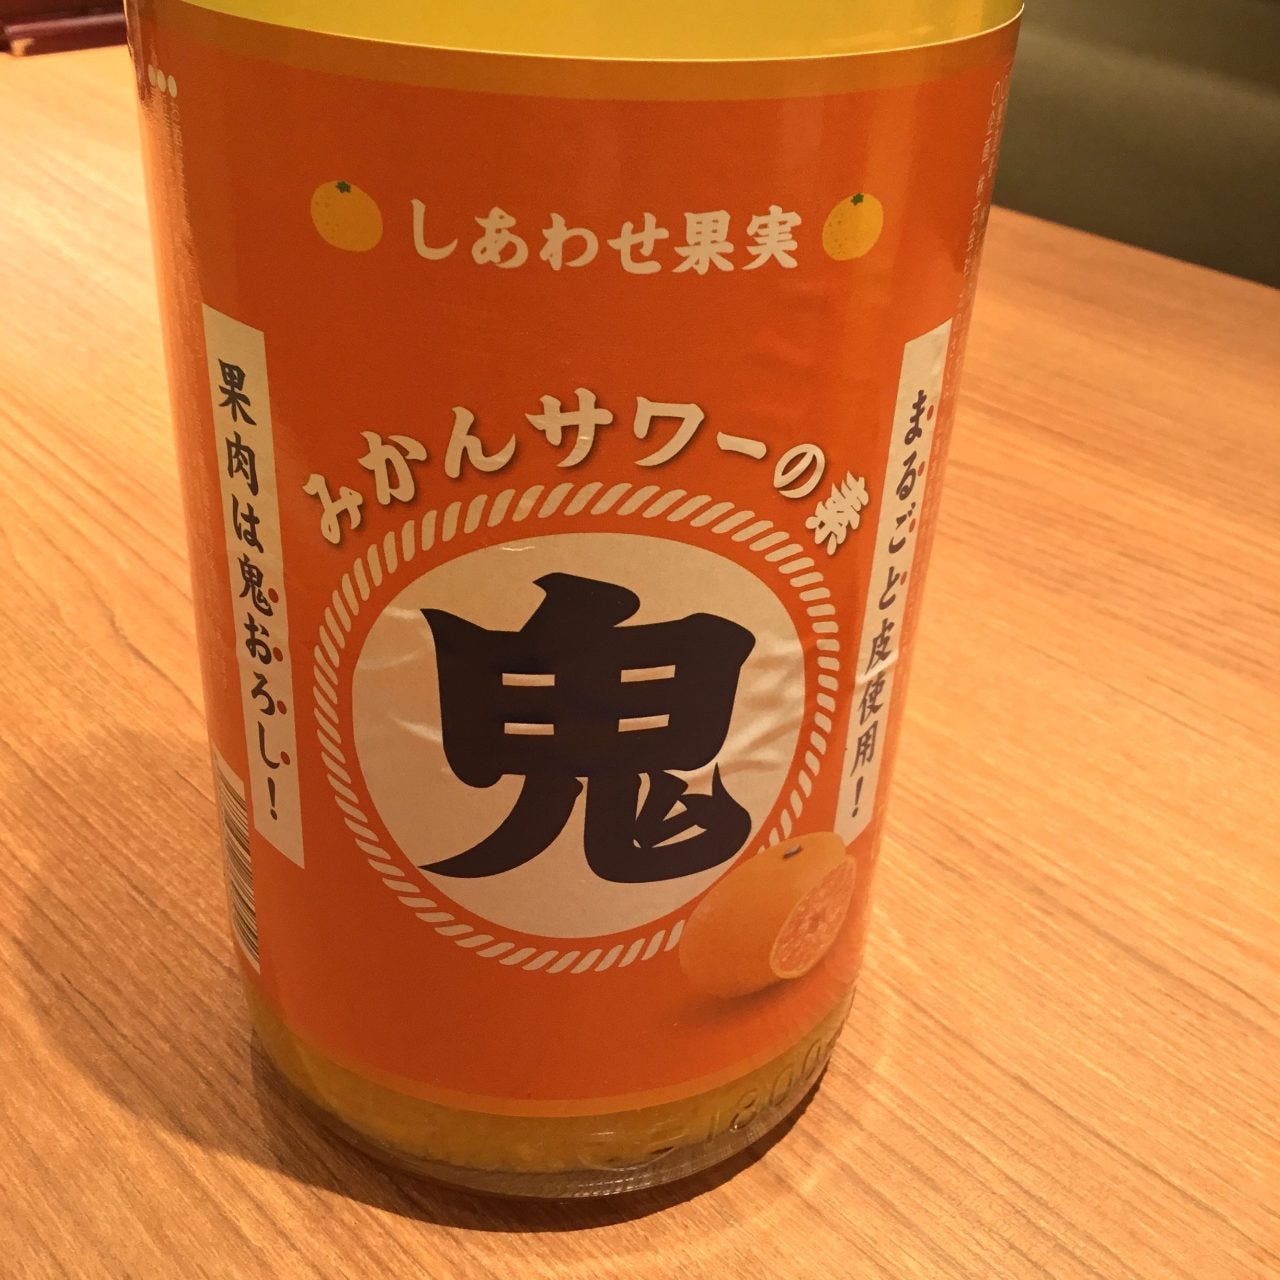 しあわせ果実
みかんサワーの素
鬼
まるごと皮使用!
果肉は鬼おろし!
1800